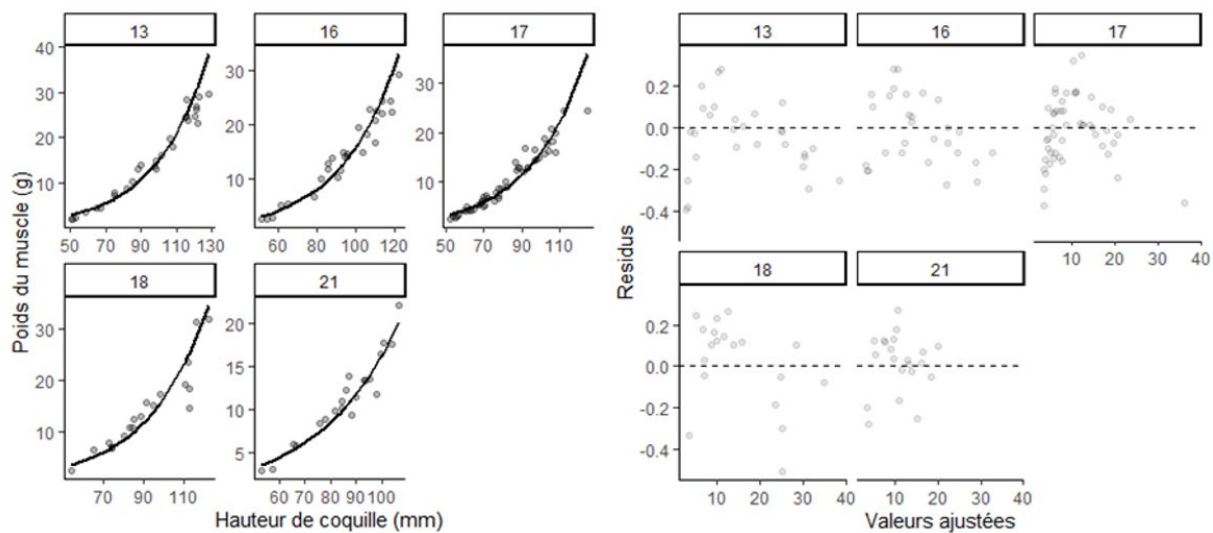 13 16 17
40
30
20
10
50 70 90 110 130
30
20
10
60 80 100 120
30
20
10
50 70 90 110
18 21
30
20
10
70 90 110
20
15
10
5
60 70 80 90 100
Poids du muscle (g)
Hauteur de coquille (mm)
13 16 17
0.2
0.0
-0.2
-0.4
10 20 30 40
18 21
0.2
0.0
-0.2
-0.4
10 20 30 40
10 20 30 40
Residus
Valeurs ajustées